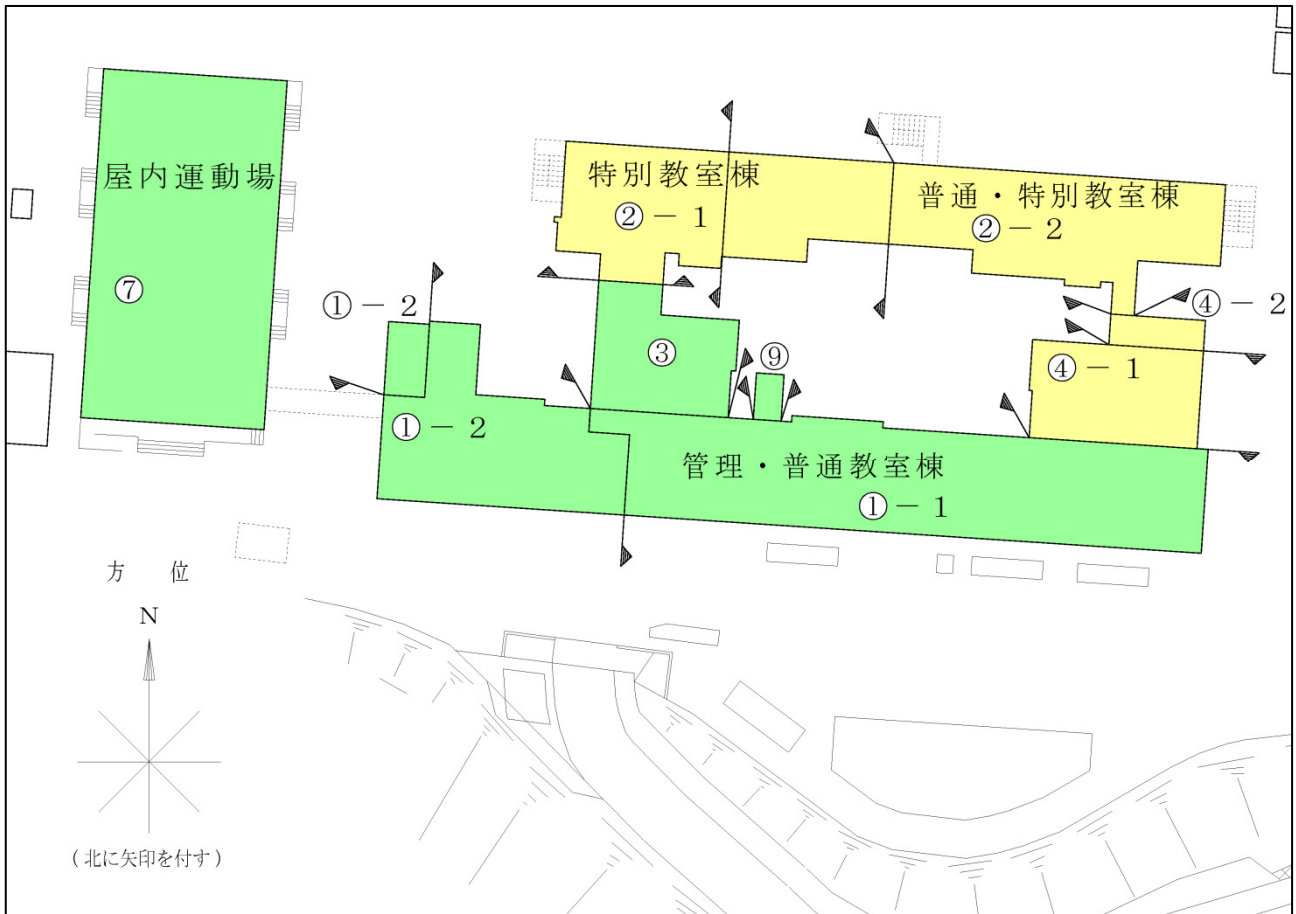 屋内運動場
⑦
特別教室棟
②－1
普通・特別教室棟
②－2
①－2
④－2
③
⑨
④－1
①－2
管理・普通教室棟
①－1
方　位
N
(北に矢印を付す)